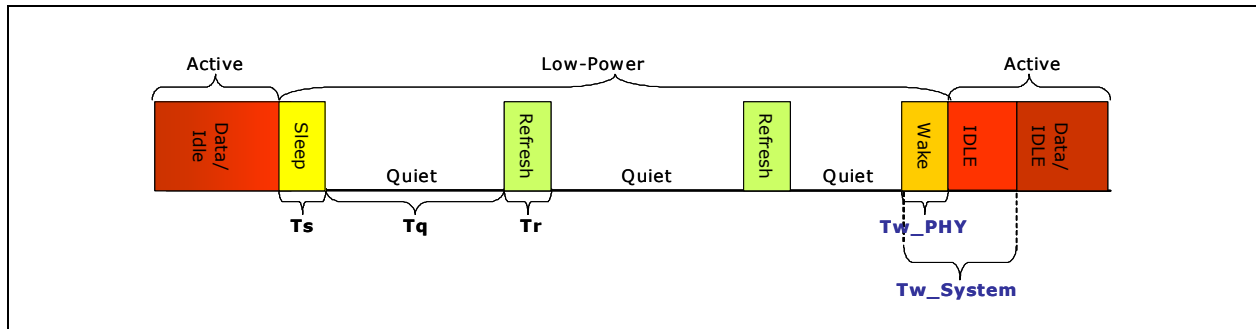 Active
Low-Power
Active
Data/
Idle
Sleep
Refresh
Refresh
Wake
IDLE
Data/
IDLE
Quiet
Quiet
Quiet
Ts
Tq
Tr
Tw_PHY
Tw_System